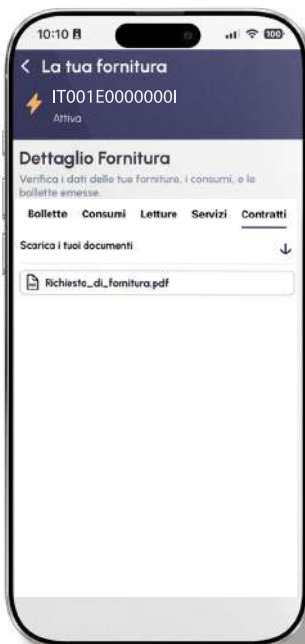 10:10
100
< La tua fornitura
IT001E0000000I
Attiva
Dettaglio Fornitura
Verifica i dati delle tue forniture, i consumi, e le
bollette emesse.
Bollette Consumi Letture Servizi Contratti
Scarica i tuoi documenti
Richiesta_di_fornitura.pdf